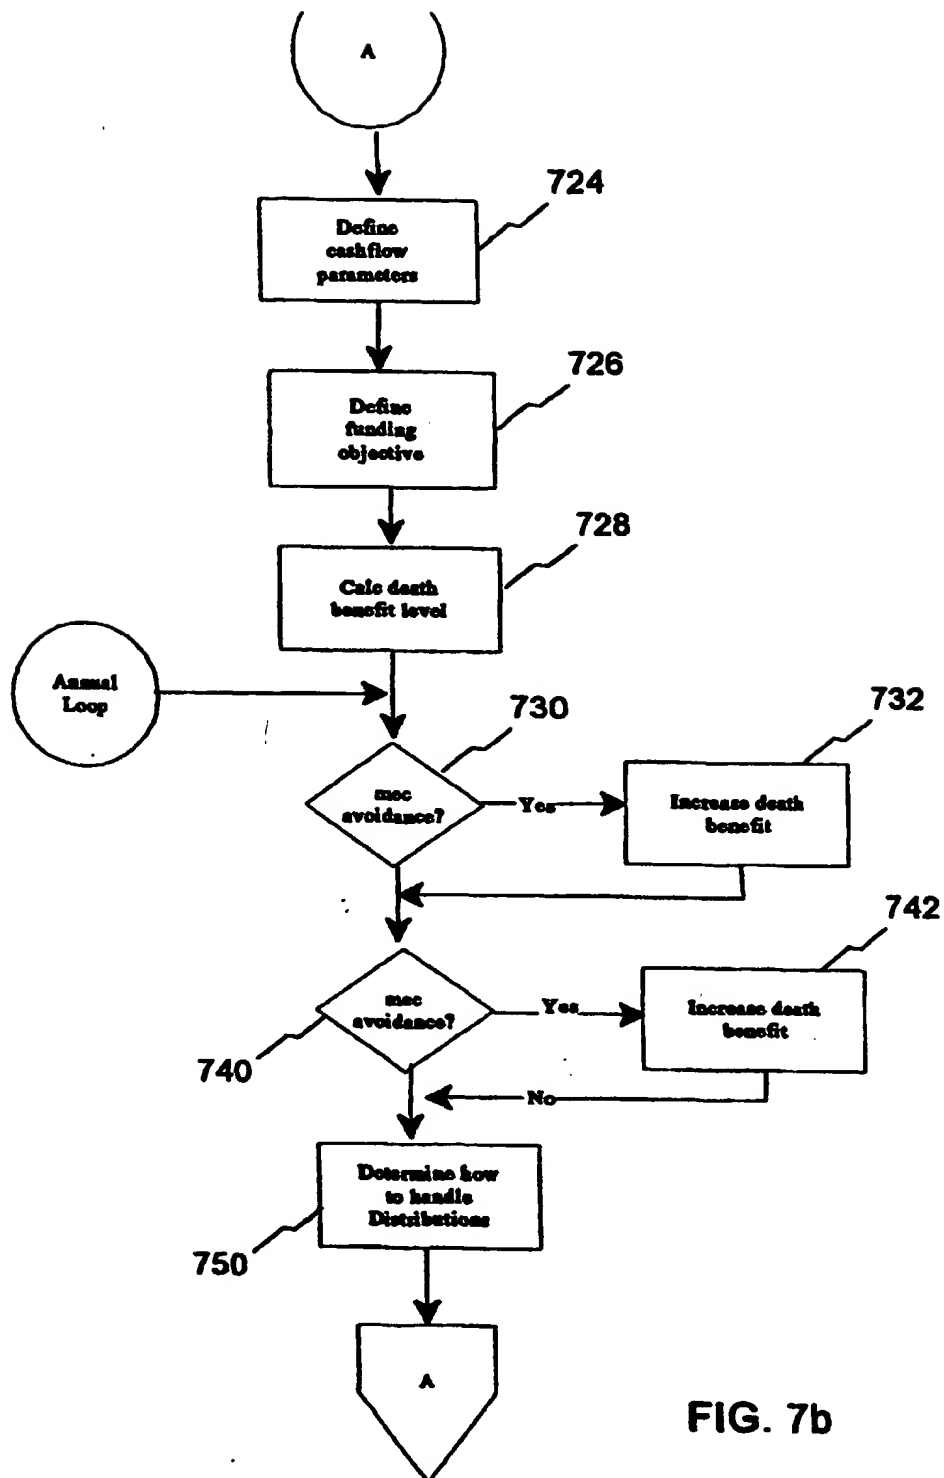 A
724
Define
cashflow
parameters
726
Define
funding
objective
728
Calc death
benefit level
Annual
Loop
730
mec
avoidance?
Yes
732
Increase death
benefit
740
mec
avoidance?
Yes
742
Increase death
benefit
No
750
Determine how
to handle
Distributions
A
FIG. 7b